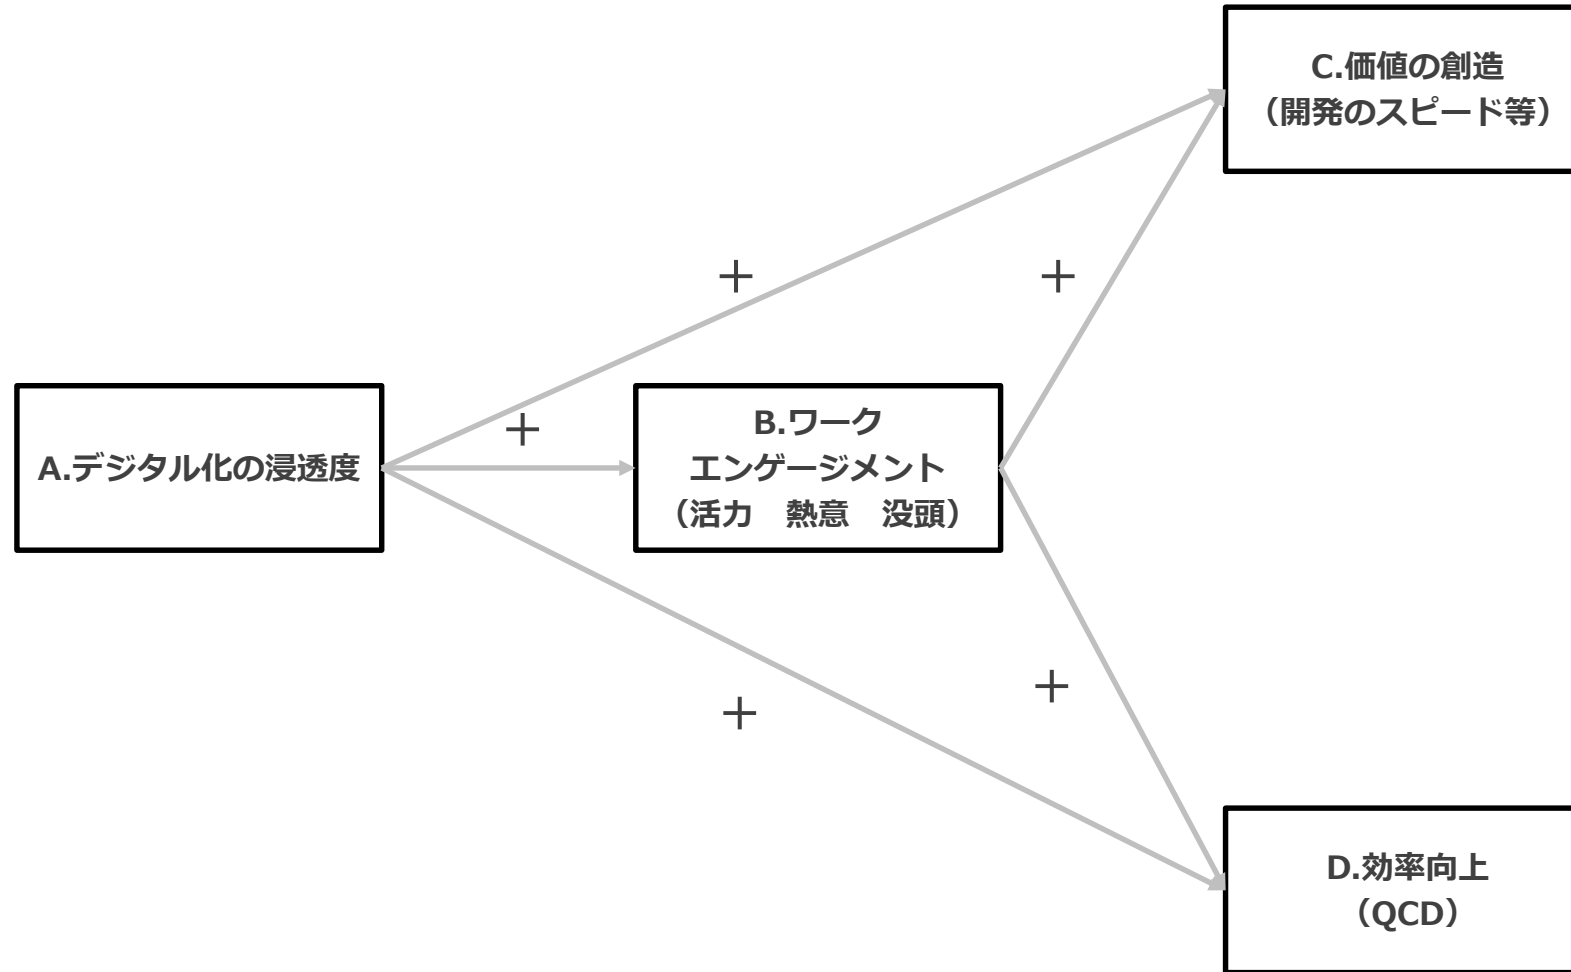 C.価値の創造
（開発のスピード等）
＋
＋
＋
A.デジタル化の浸透度
B.ワーク
エンゲージメント
（活力　熱意　没頭）
＋
＋
D.効率向上
（QCD）